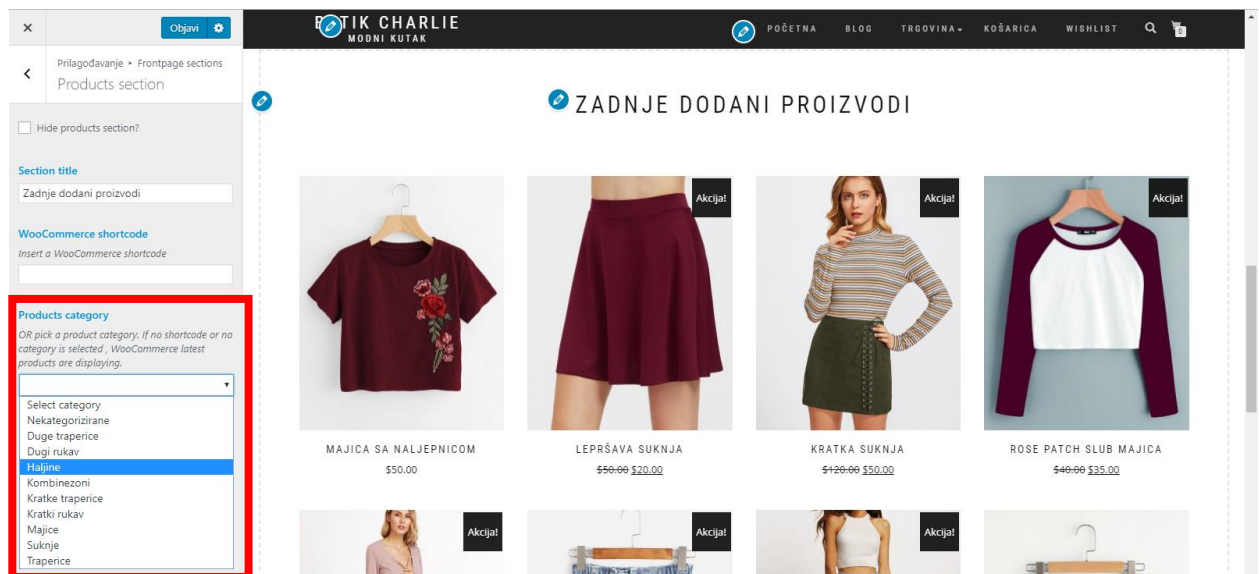 Objavi
Prilagođavanje ▸ Frontpage sections
Products section
Hide products section?
Section title
Zadnje dodani proizvodi
WooCommerce shortcode
Insert a WooCommerce shortcode
Products category
OR pick a product category. If no shortcode or no
category is selected , WooCommerce latest
products are displaying.
Select category
Nekategorizirane
Duge traperice
Dugi rukav
Haljine
Kombinezoni
Kratke traperice
Kratki rukav
Majice
Suknje
Traperice
CHARLIE
MODNI KUTAK
POČETNA BLOG TRGOVINA KOŠARICA WISHLIST 0
ZADNJE DODANI PROIZVODI
Akcija! Akcija! Akcija!
MAJICA SA NALJEPNICOM LEPRŠAVA SUKNJA KRATKA SUKNJA ROSE PATCH SLUB MAJICA
$50.00 $50.00 $20.00 $120.00 $50.00 $40.00 $35.00
Akcija! Akcija! Akcija!